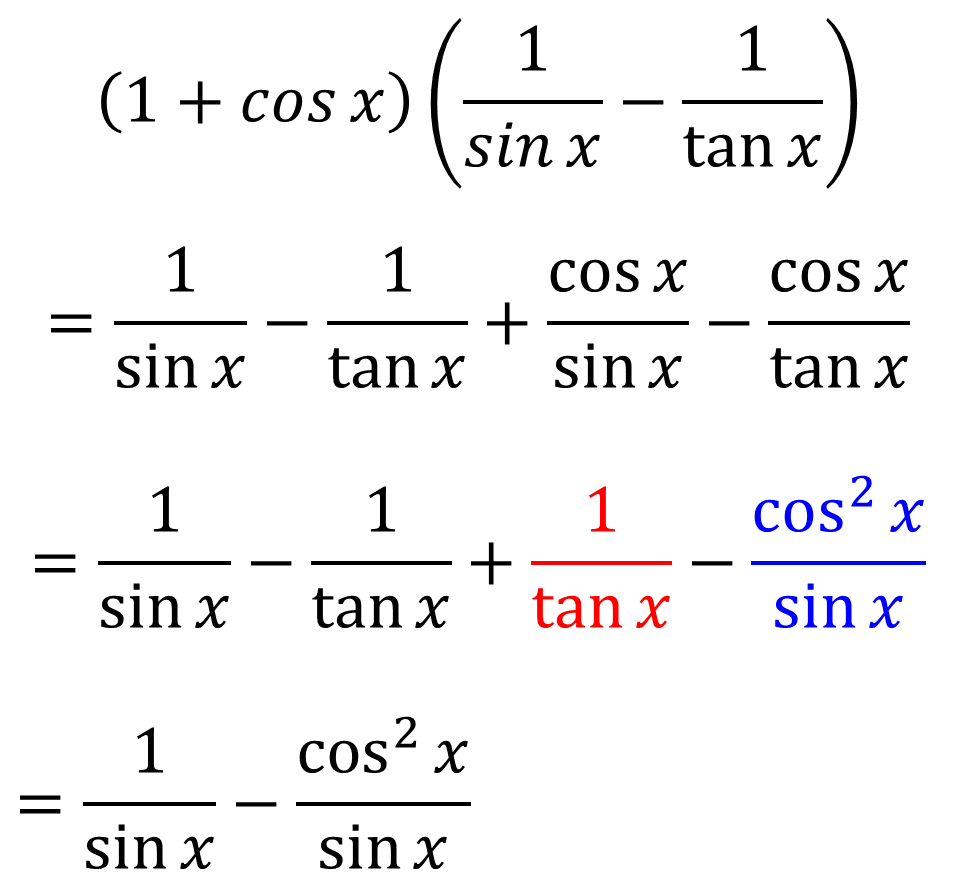 (1 + cos x) ( 1/sin x − 1/tan x )
= 1/sin x − 1/tan x + cos x/sin x − cos x/tan x
= 1/sin x − 1/tan x + 1/tan x − cos² x/sin x
= 1/sin x − cos² x/sin x